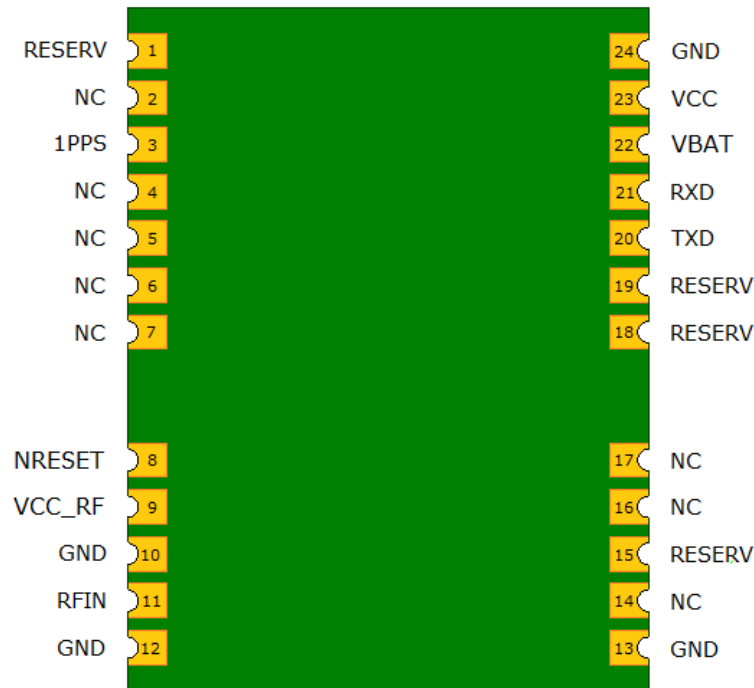 RESERV 1 24 GND
NC 2 23 VCC
1PPS 3 22 VBAT
NC 4 21 RXD
NC 5 20 TXD
NC 6 19 RESERV
NC 7 18 RESERV
NRESET 8 17 NC
VCC_RF 9 16 NC
GND 10 15 RESERV
RFIN 11 14 NC
GND 12 13 GND